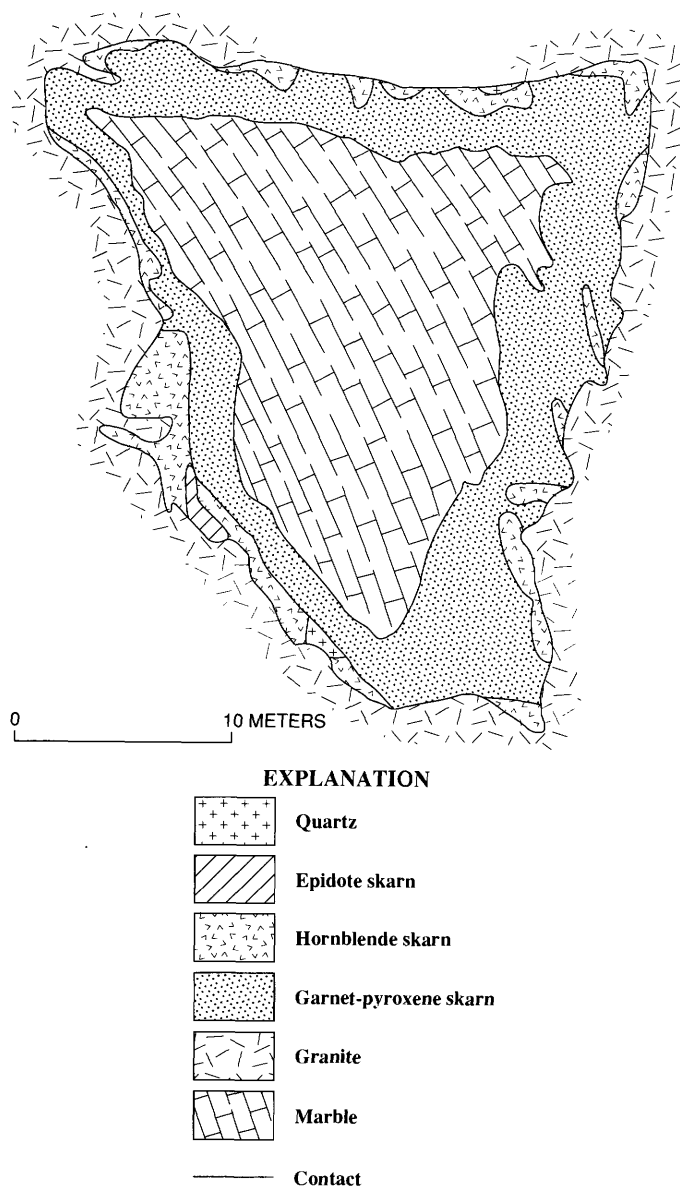 0 10 METERS
EXPLANATION
Quartz
Epidote skarn
Hornblende skarn
Garnet-pyroxene skarn
Granite
Marble
Contact